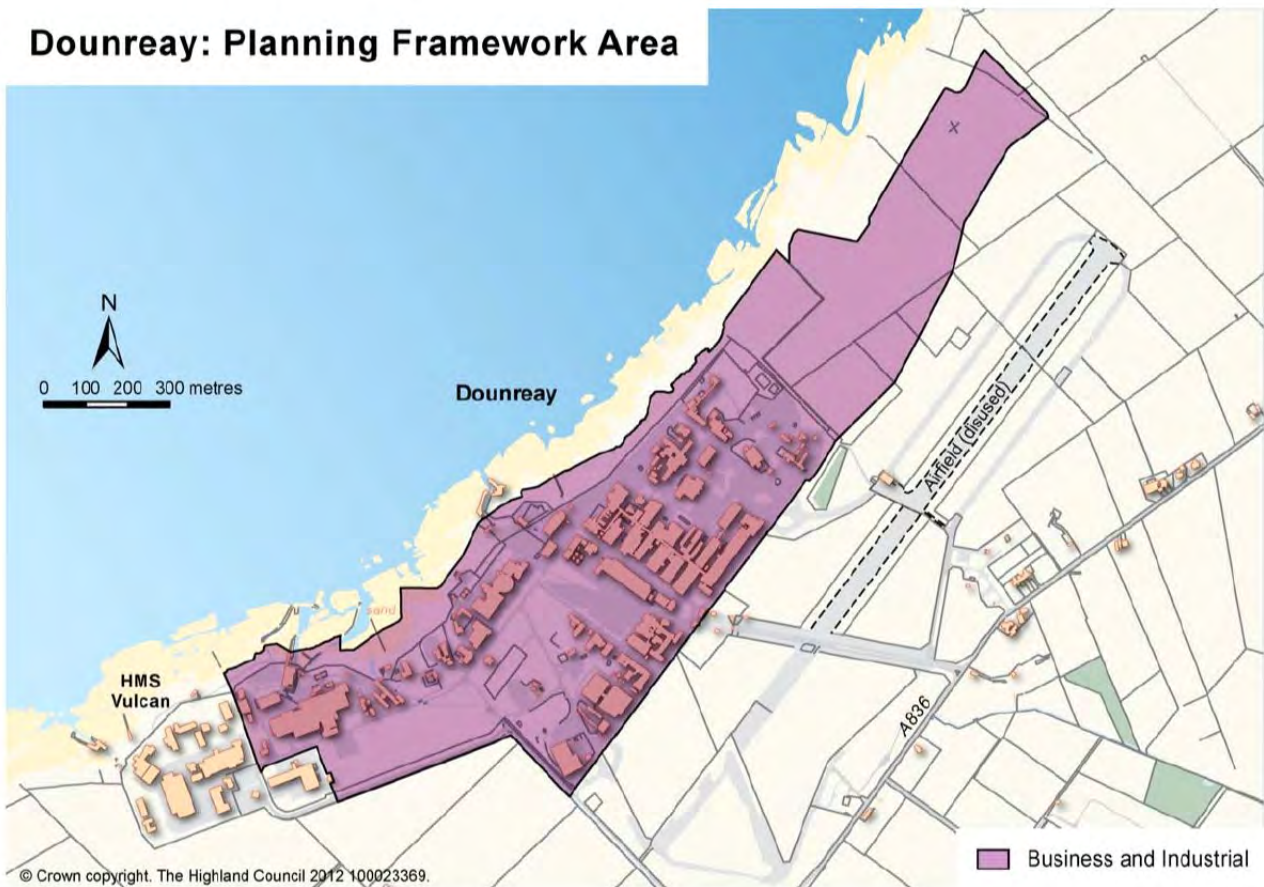 Dounreay: Planning Framework Area
N
0 100 200 300 metres
Dounreay
Airfield (disused)
sand
HMS
Vulcan
A836
Business and Industrial
© Crown copyright. The Highland Council 2012 100023369.